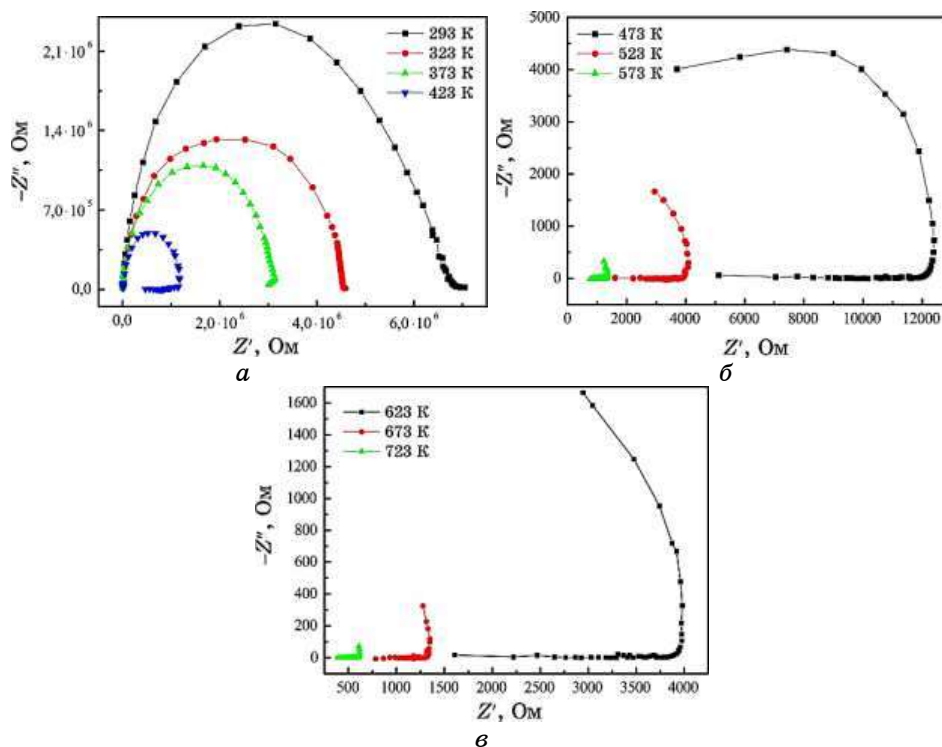 2,1·10⁶
1,4·10⁶
7,0·10⁵
0,0
−Z″, Ом
293 К
323 К
373 К
423 К
0,0
2,0·10⁶
4,0·10⁶
6,0·10⁶
Z′, Ом
а
5000
4000
3000
2000
1000
0
−Z″, Ом
473 К
523 К
573 К
0
2000
4000
6000
8000
10000
12000
Z′, Ом
б
1600
1400
1200
1000
800
600
400
200
0
−Z″, Ом
623 К
673 К
723 К
500
1000
1500
2000
2500
3000
3500
4000
Z′, Ом
в